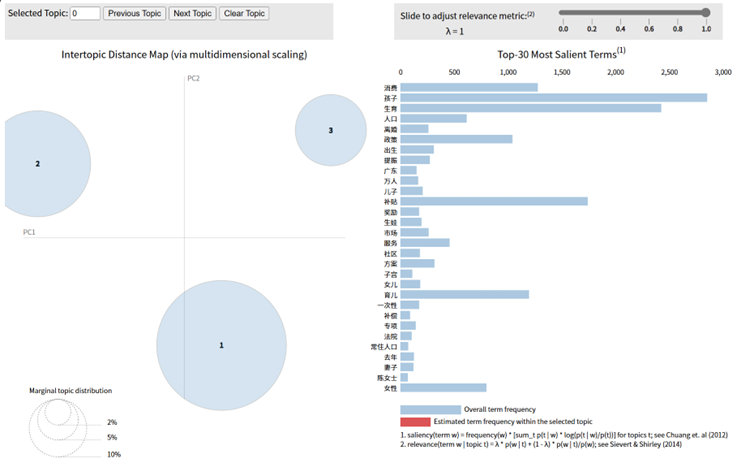 Selected Topic: 0 Previous Topic Next Topic Clear Topic
Slide to adjust relevance metric:(2)
λ = 1
0.0 0.2 0.4 0.6 0.8 1.0
Intertopic Distance Map (via multidimensional scaling)
PC2
PC1
2
3
1
Marginal topic distribution
2%
5%
10%
Top-30 Most Salient Terms(1)
0 500 1,000 1,500 2,000 2,500 3,000
消费
孩子
生育
人口
离婚
政策
出生
提振
广东
万人
儿子
补贴
奖励
生娃
市场
服务
社区
方案
子宫
女儿
育儿
一次性
补偿
专项
法院
常住人口
去年
妻子
陈女士
女性
Overall term frequency
Estimated term frequency within the selected topic
1. saliency(term w) = frequency(w) * [sum_t p(t | w) * log(p(t | w)/p(t))] for topics t; see Chuang et. al (2012)
2. relevance(term w | topic t) = λ * p(w | t) + (1 - λ) * p(w | t)/p(w); see Sievert & Shirley (2014)